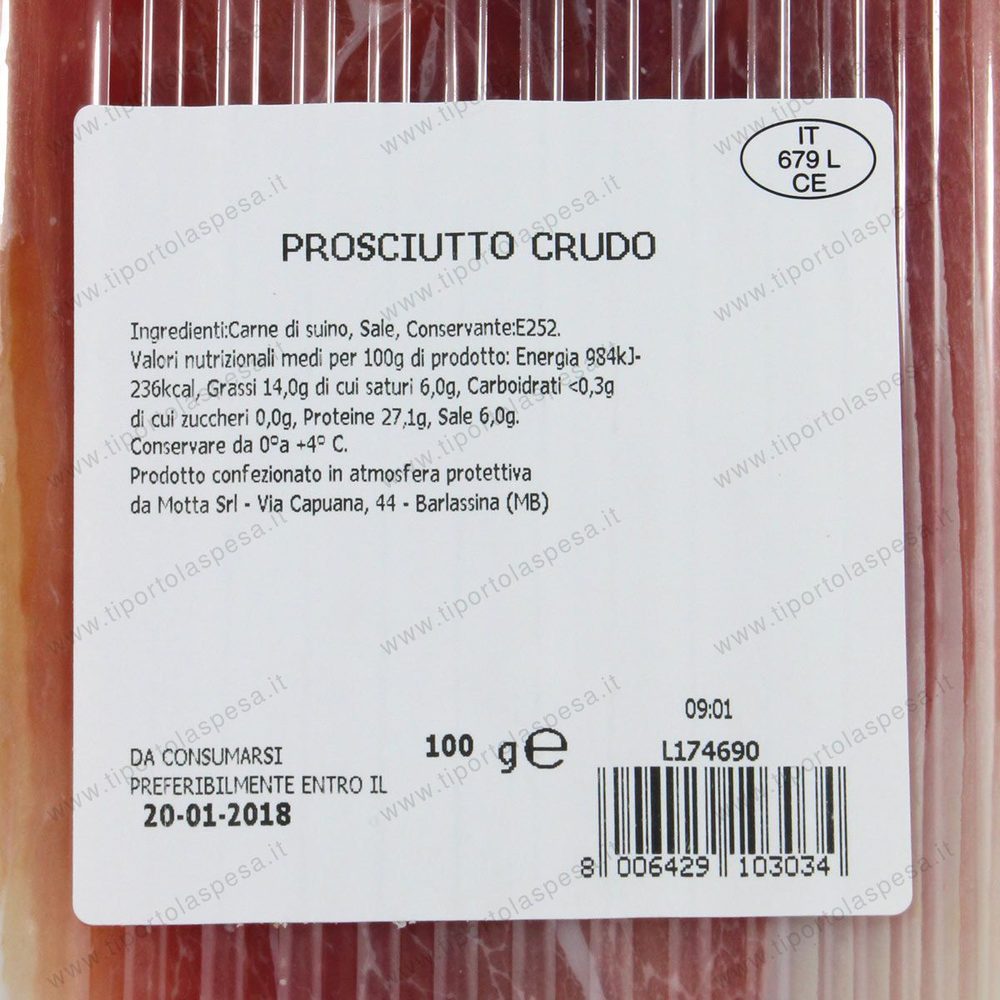 IT
679 L
CE
PROSCIUTTO CRUDO
Ingredienti:Carne di suino, Sale, Conservante:E252.
Valori nutrizionali medi per 100g di prodotto: Energia 984kJ-
236kcal, Grassi 14,0g di cui saturi 6,0g, Carboidrati <0,3g
di cui zuccheri 0,0g, Proteine 27,1g, Sale 6,0g.
Conservare da 0°a +4° C.
Prodotto confezionato in atmosfera protettiva
da Motta Srl - Via Capuana, 44 - Barlassina (MB)
09:01
L174690
100 g e
DA CONSUMARSI
PREFERIBILMENTE ENTRO IL
20-01-2018
8 006429 103034
www.tiportolaspesa.it